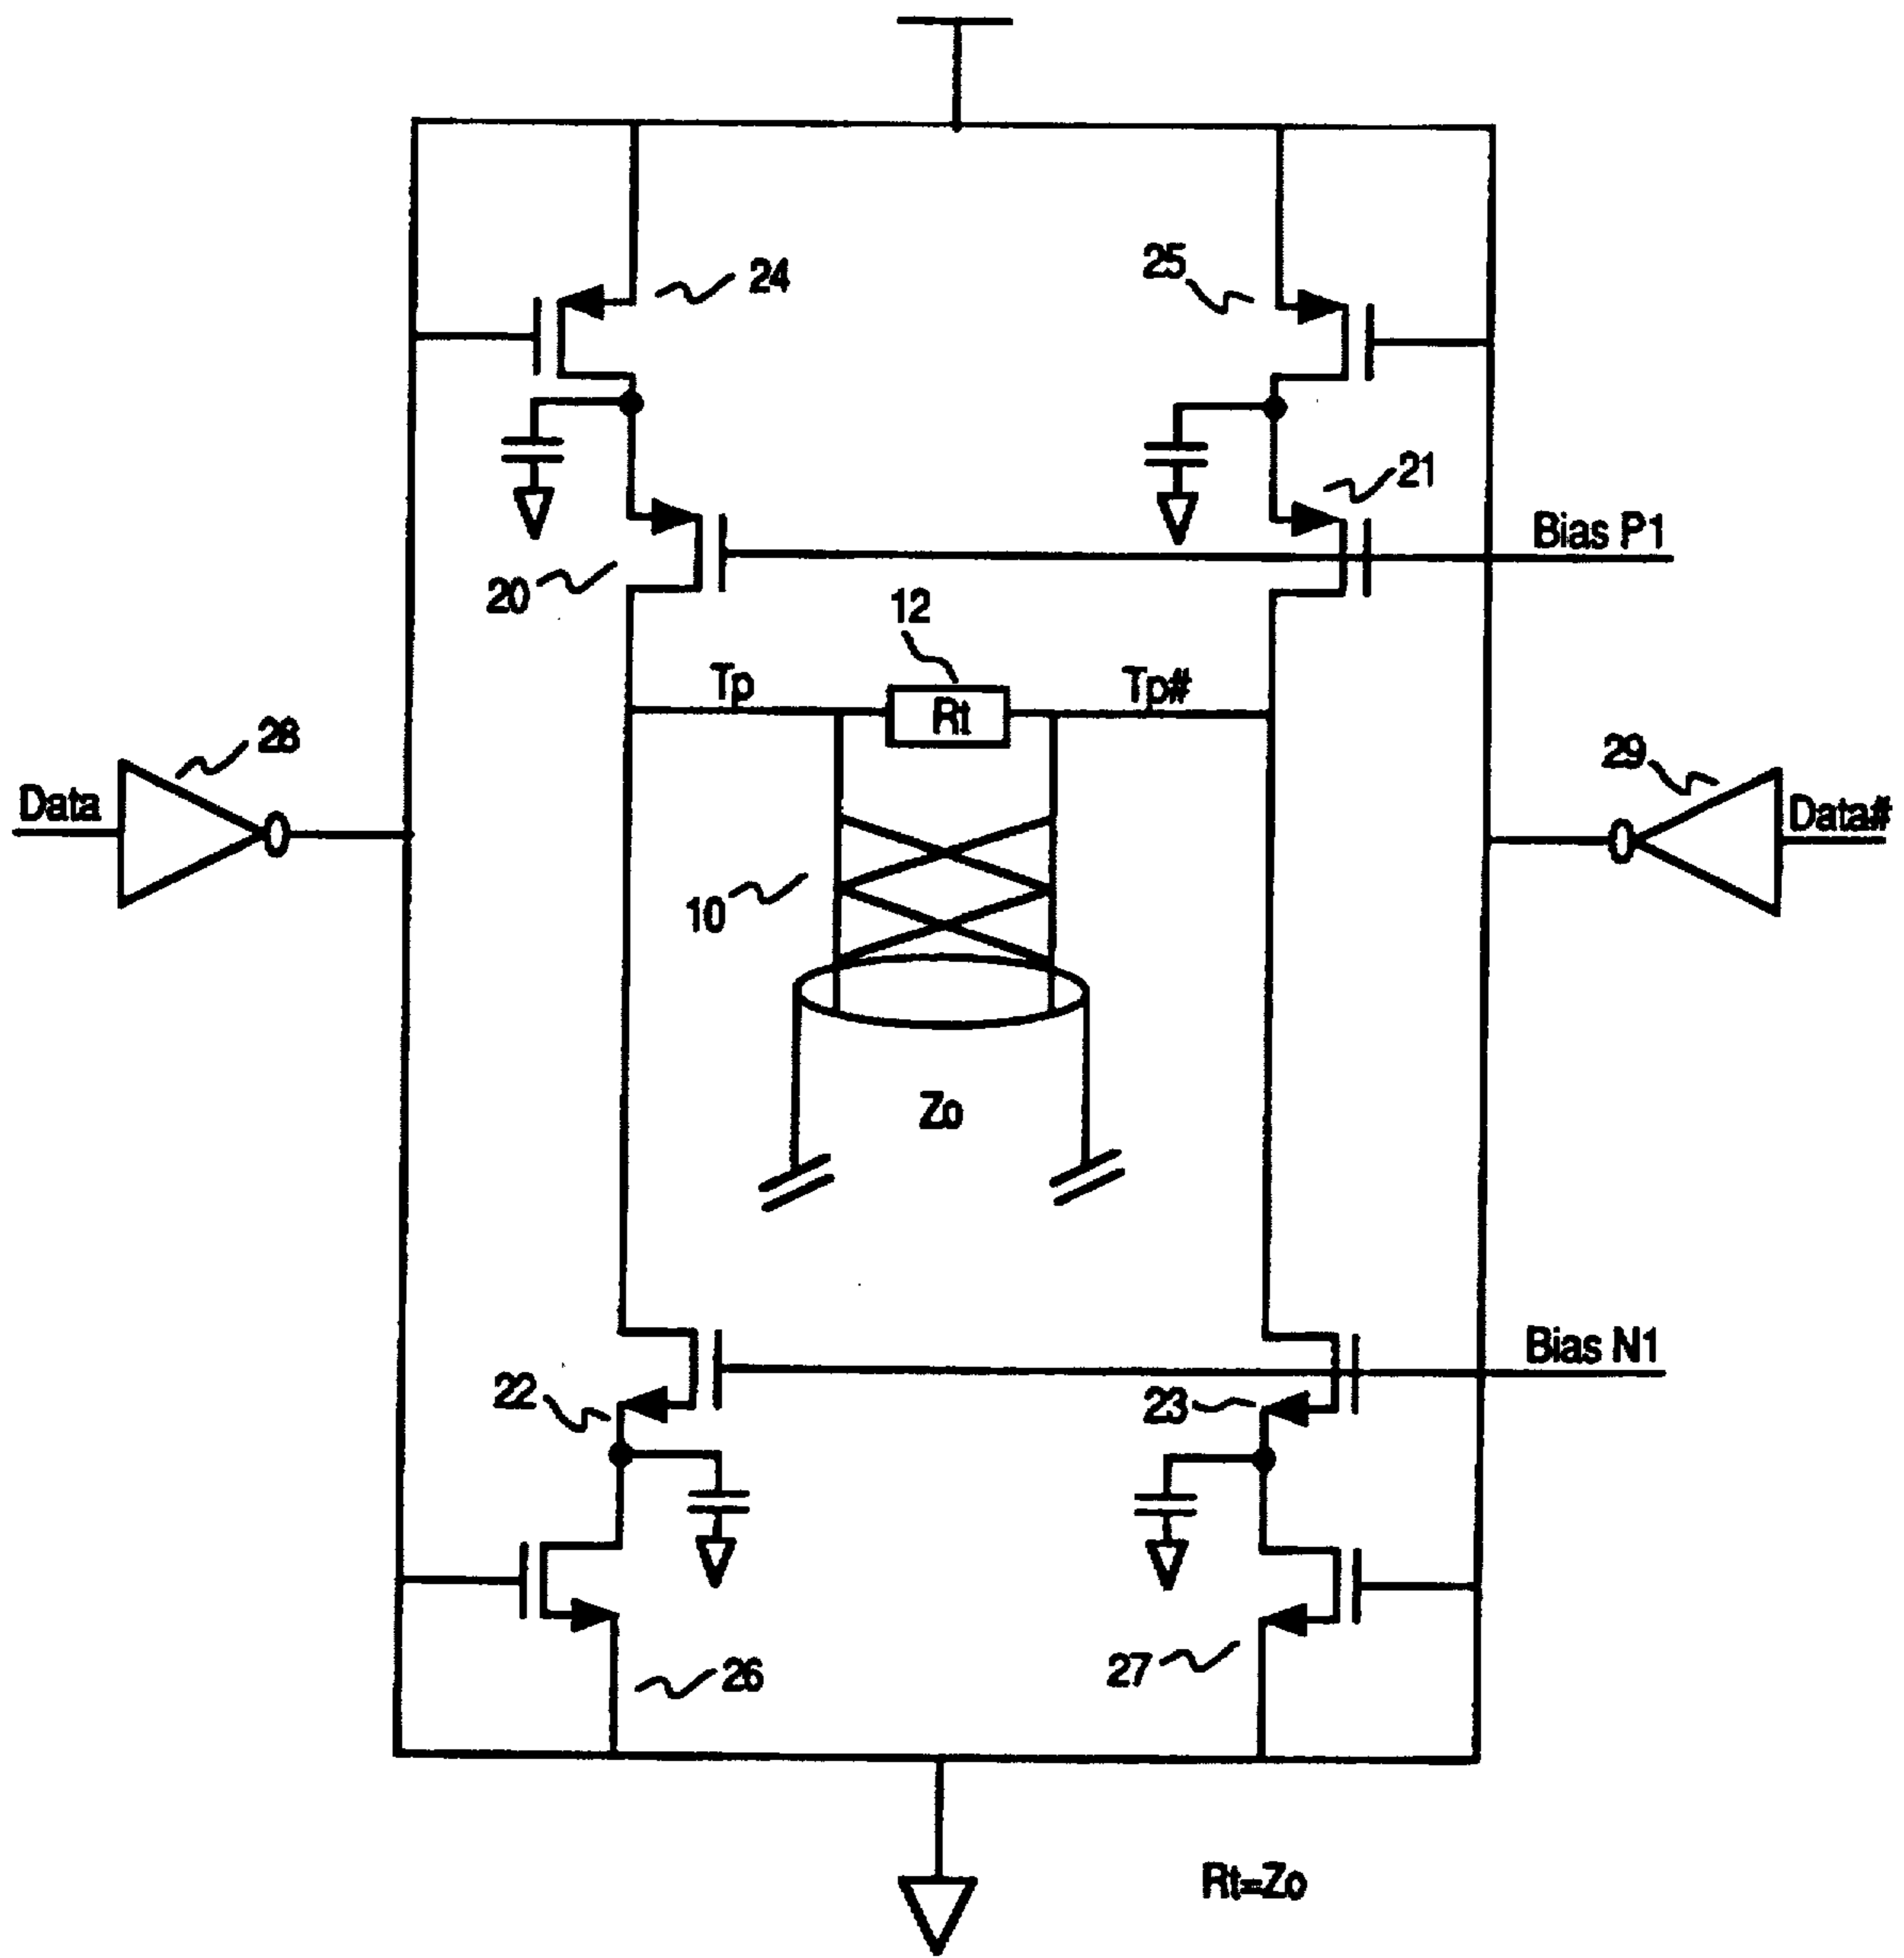 24
25
21
Bias P1
20
12
Tp
Rt
Tp#
28
29
Data
Data#
10
Zo
Bias N1
22
23
26
27
Rt=Zo